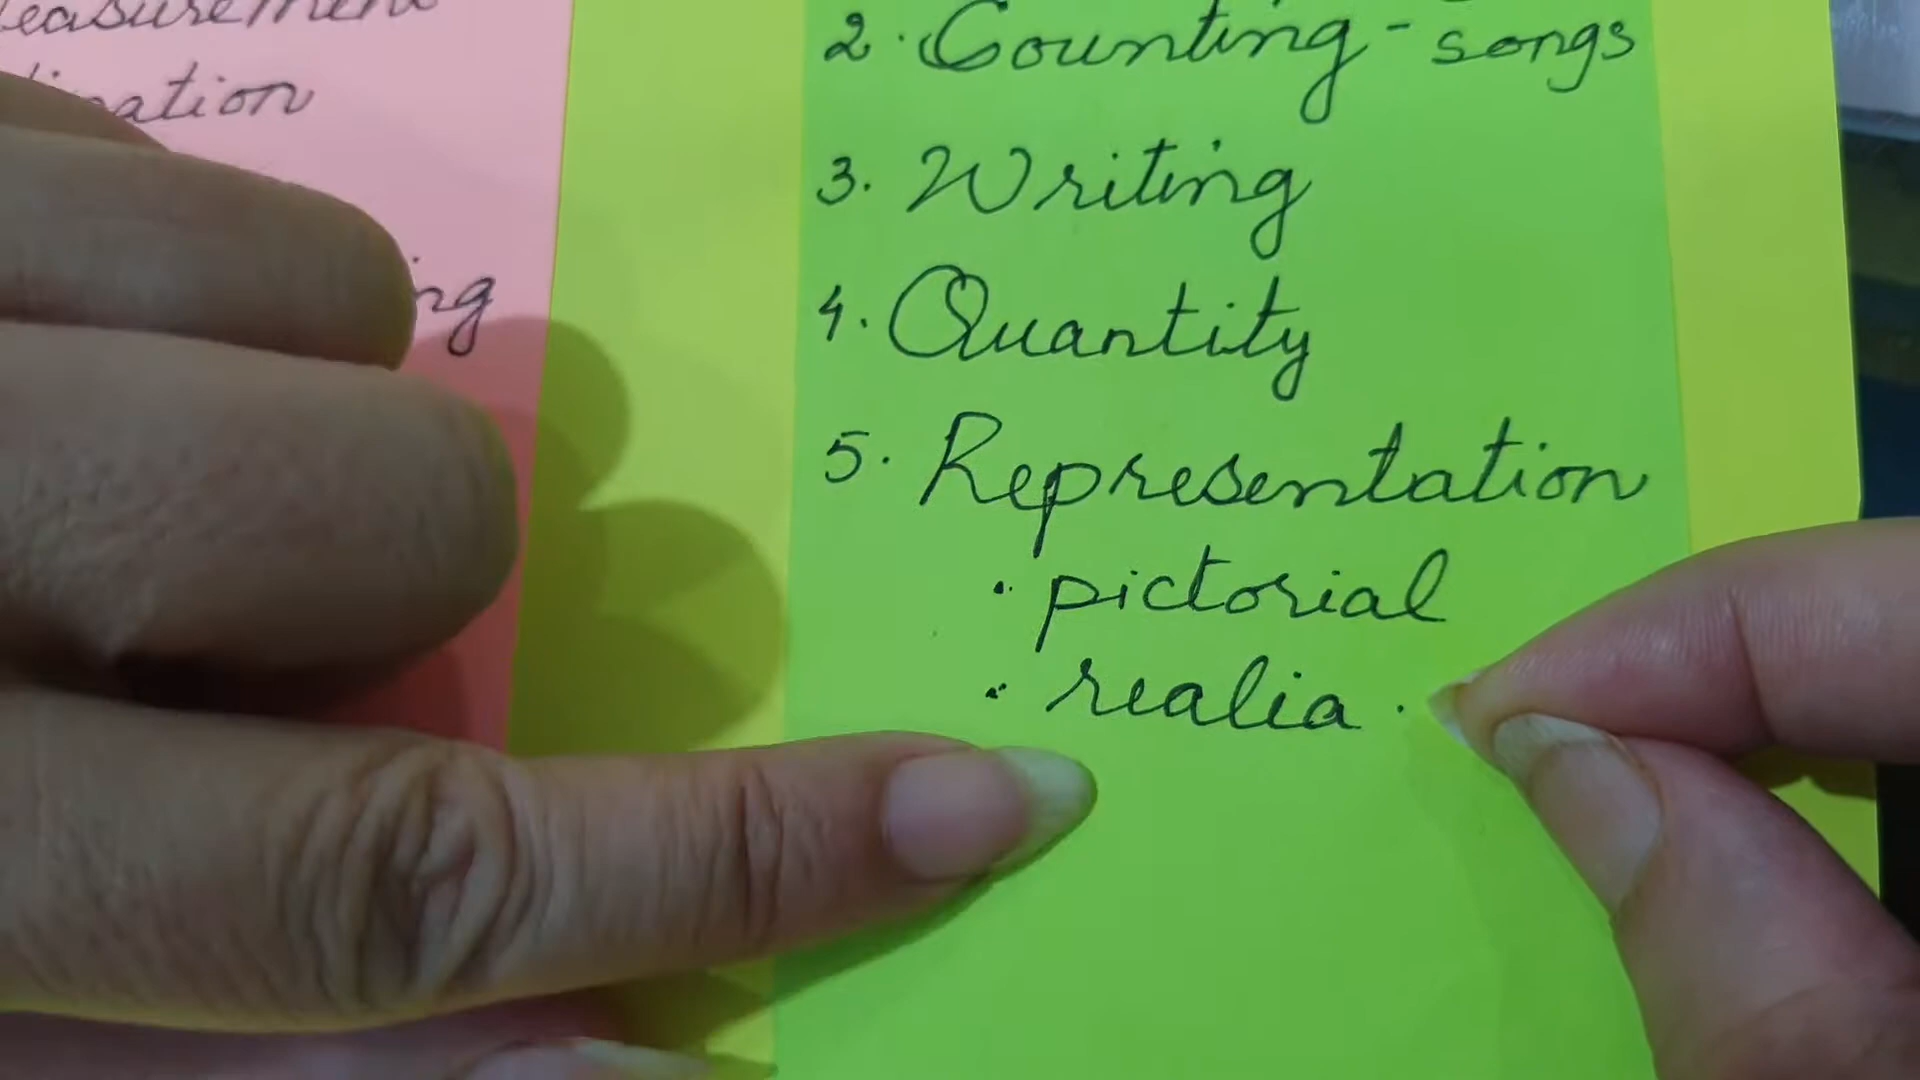 2. Counting - songs
3. Writing
4. Quantity
5. Representation
• pictorial
• realia.